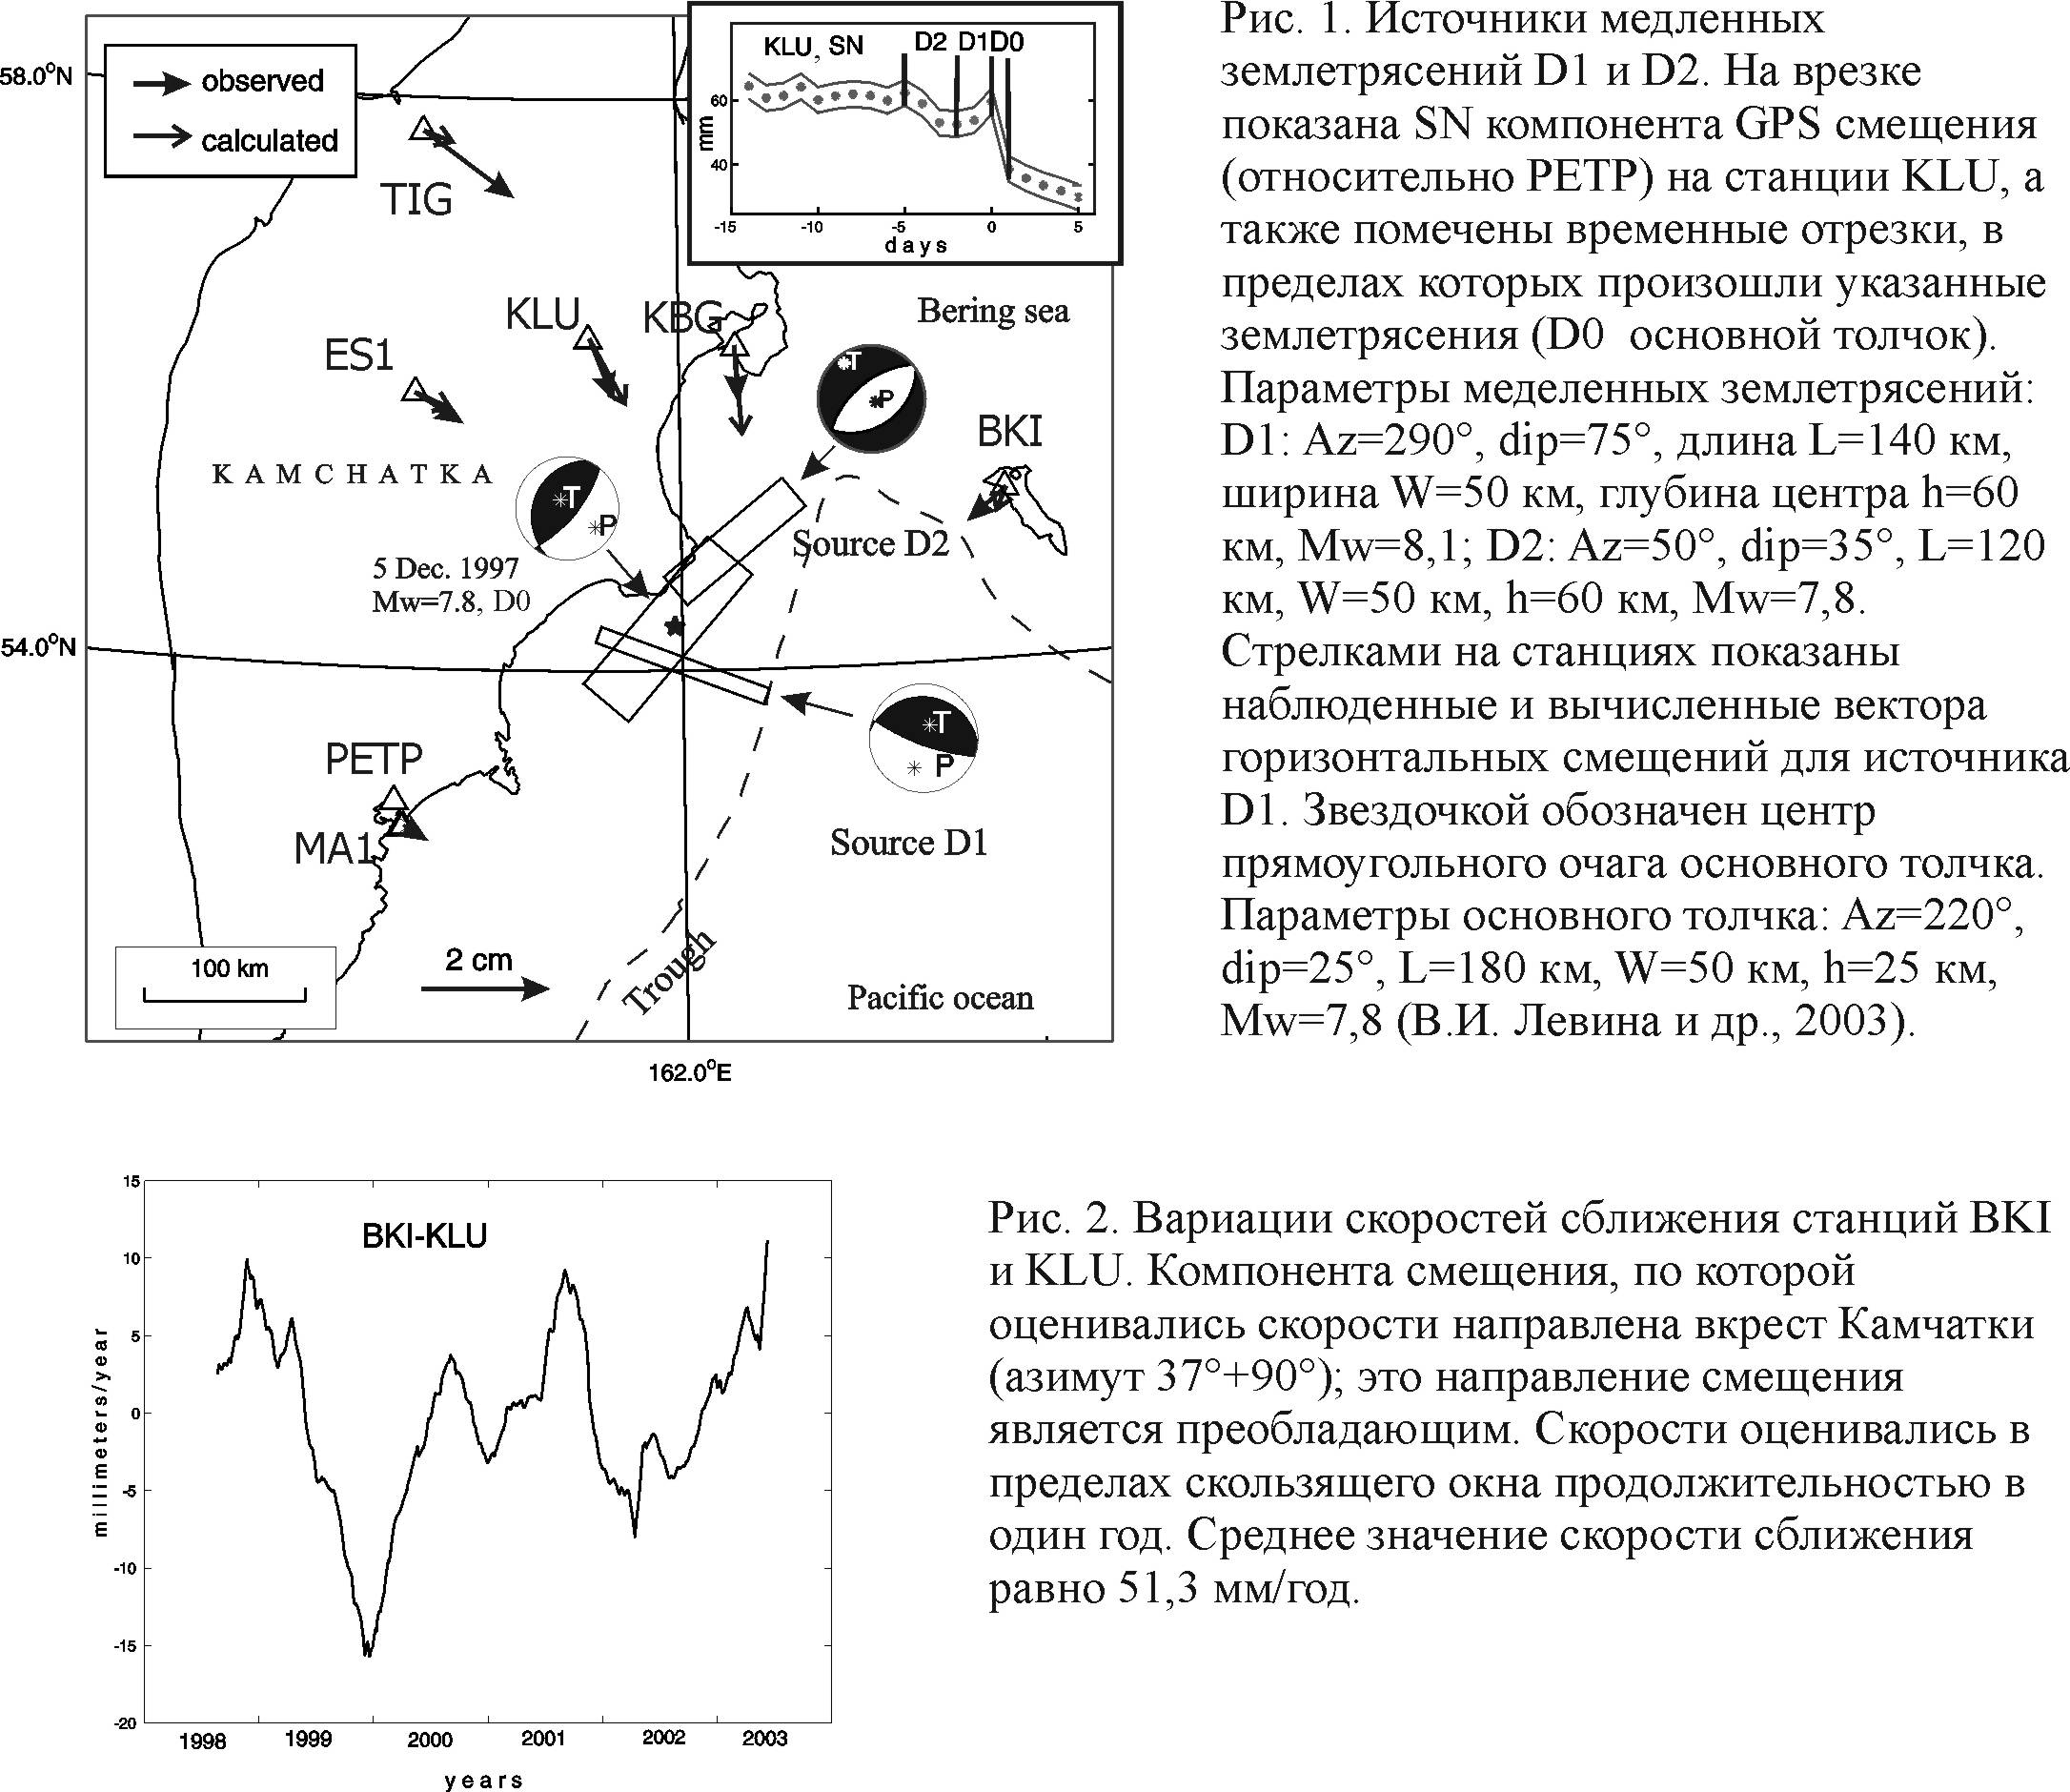 58.0°N
observed
calculated
TIG
KLU, SN
D2
D1
D0
60
40
mm
-15
-10
-5
0
5
days
Bering sea
KLU
KBG
ES1
T
P
BKI
KAMCHATKA
T
P
Source D2
5 Dec. 1997
Mw=7.8, D0
54.0°N
T
P
PETP
MA1
Source D1
100 km
2 cm
Trough
Pacific ocean
162.0°E
Рис. 1. Источники медленных
землетрясений D1 и D2. На врезке
показана SN компонента GPS смещения
(относительно PETP) на станции KLU, а
также помечены временные отрезки, в
пределах которых произошли указанные
землетрясения (D0 основной толчок).
Параметры меделенных землетрясений:
D1: Az=290°, dip=75°, длина L=140 км,
ширина W=50 км, глубина центра h=60
км, Mw=8,1; D2: Az=50°, dip=35°, L=120
км, W=50 км, h=60 км, Mw=7,8.
Стрелками на станциях показаны
наблюденные и вычисленные вектора
горизонтальных смещений для источника
D1. Звездочкой обозначен центр
прямоугольного очага основного толчка.
Параметры основного толчка: Az=220°,
dip=25°, L=180 км, W=50 км, h=25 км,
Mw=7,8 (В.И. Левина и др., 2003).
15
10
5
0
-5
-10
-15
-20
millimeters/year
BKI-KLU
1998
1999
2000
2001
2002
2003
years
Рис. 2. Вариации скоростей сближения станций BKI
и KLU. Компонента смещения, по которой
оценивались скорости направлена вкрест Камчатки
(азимут 37°+90°); это направление смещения
является преобладающим. Скорости оценивались в
пределах скользящего окна продолжительностью в
один год. Среднее значение скорости сближения
равно 51,3 мм/год.